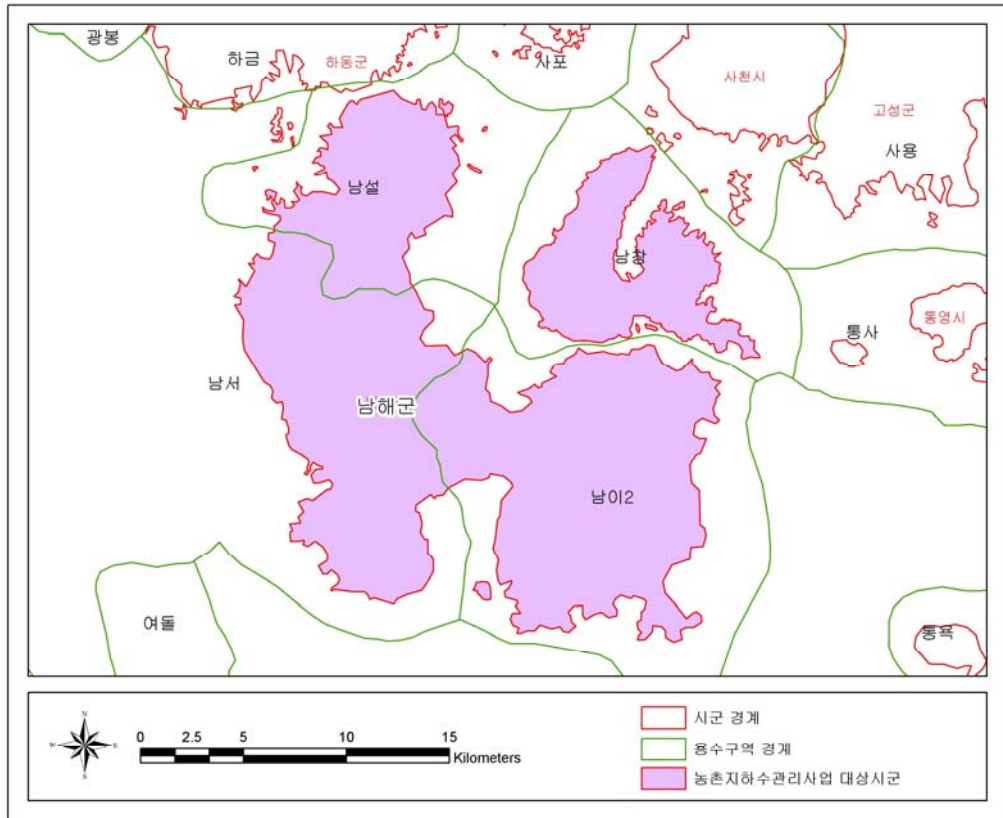 광봉
하금
하동군
사포
사천시
고성군
사용
남설
남창
통사
통영시
남서
남해군
남이2
여돌
통욕
N
W
E
S
0 2.5 5 10 15
Kilometers
시군 경계
용수구역 경계
농촌지하수관리사업 대상시군